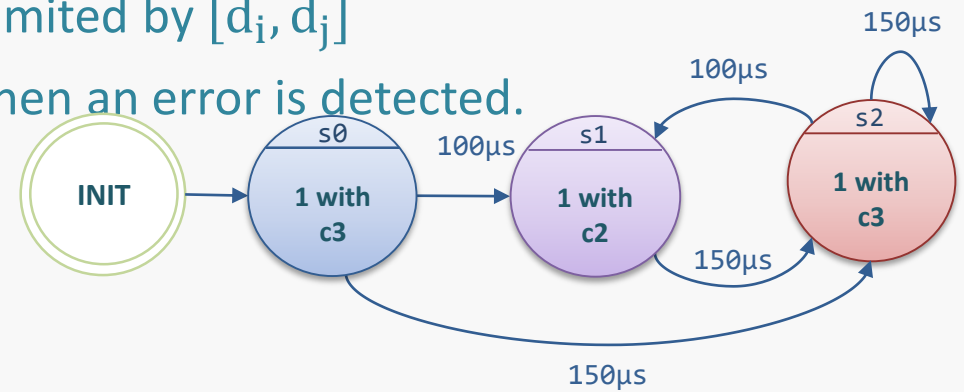 mited by [dᵢ, dⱼ]
150μs
100μs
hen an error is detected.
s0
100μs
s1
s2
INIT
1 with
c3
1 with
c2
1 with
c3
150μs
150μs